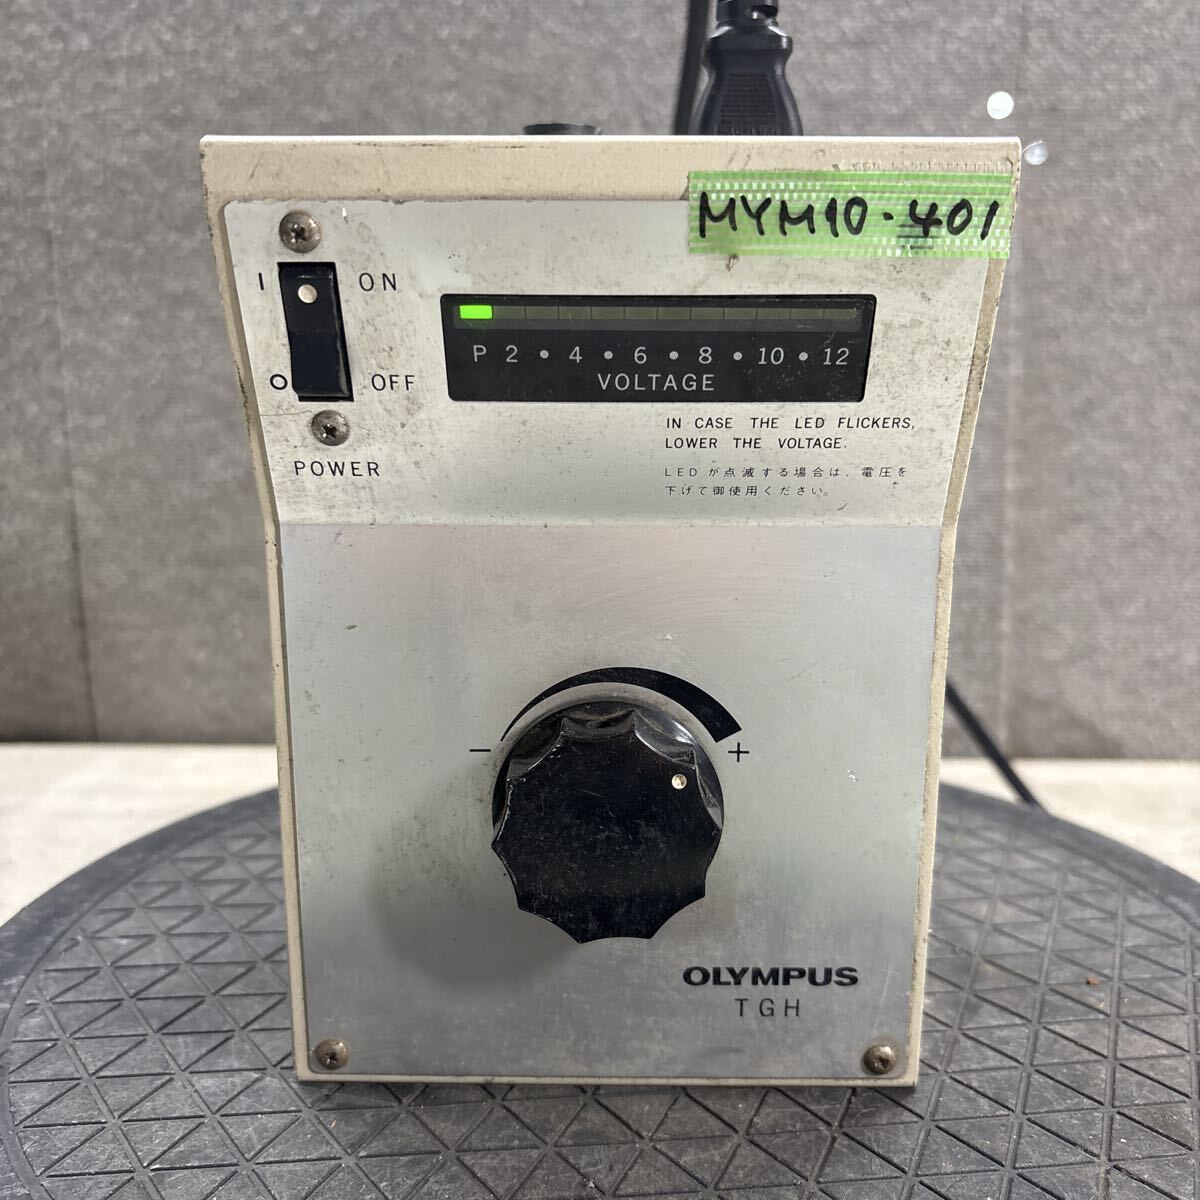 MYM10・401
I ON
O OFF
POWER
P 2 • 4 • 6 • 8 • 10 • 12
VOLTAGE
IN CASE THE LED FLICKERS,
LOWER THE VOLTAGE.
LEDが点滅する場合は、電圧を
下げて御使用ください。
− +
OLYMPUS
TGH